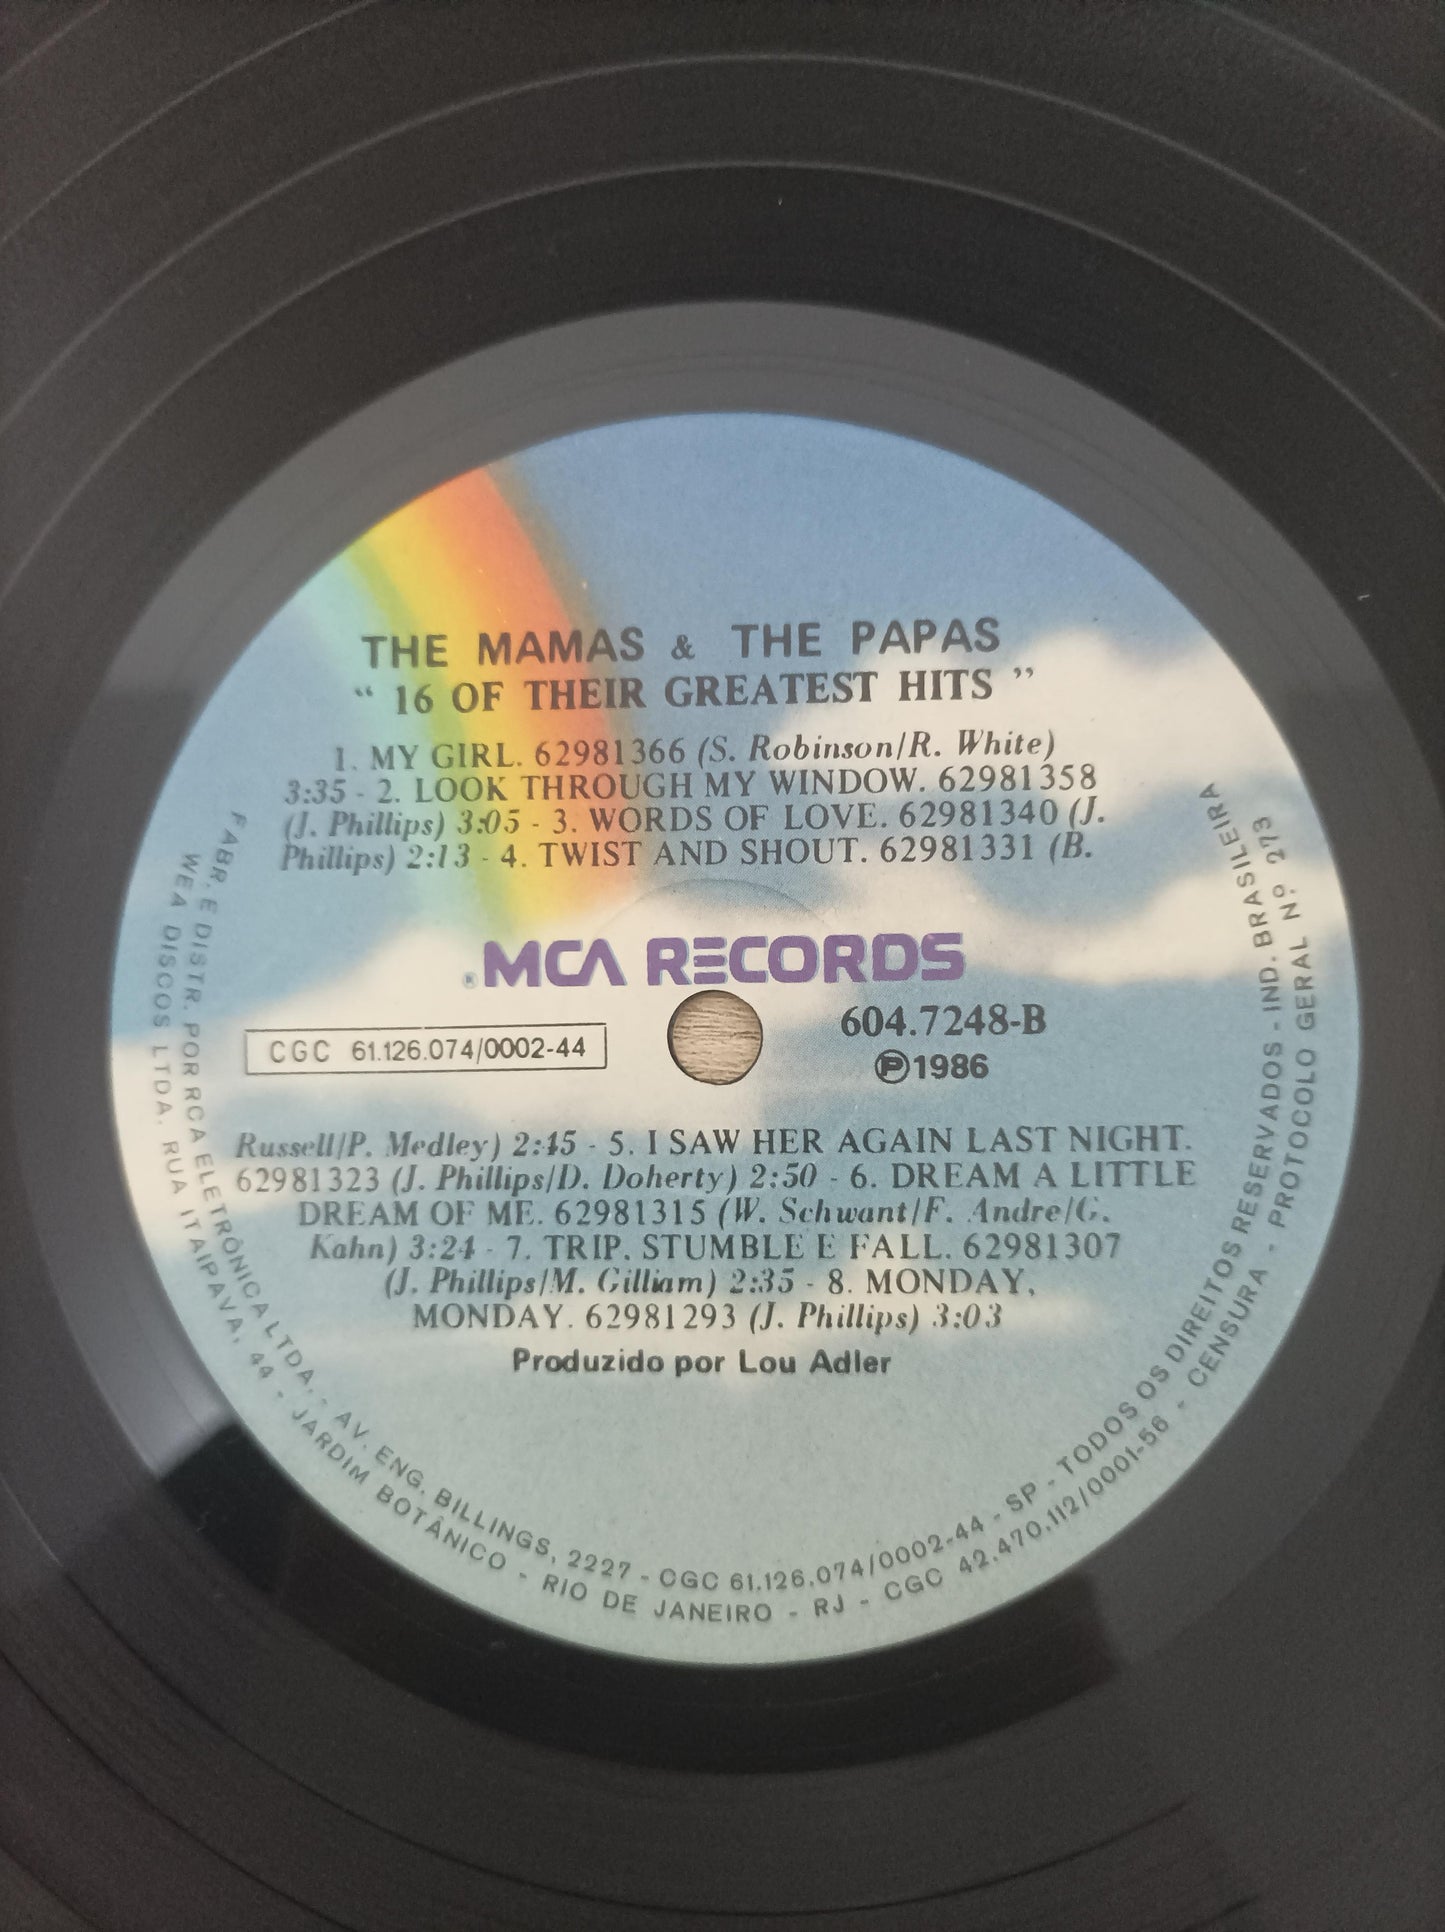 THE MAMAS & THE PAPAS
“ 16 OF THEIR GREATEST HITS ”
1. MY GIRL. 62981366 (S. Robinson/R. White)
3:35 - 2. LOOK THROUGH MY WINDOW. 62981358
(J. Phillips) 3:05 - 3. WORDS OF LOVE. 62981340 (J.
Phillips) 2:13 - 4. TWIST AND SHOUT. 62981331 (B.
®MCA RECORDS
CGC 61.126.074/0002-44
604.7248-B
Ⓟ1986
Russell/P. Medley) 2:45 - 5. I SAW HER AGAIN LAST NIGHT.
62981323 (J. Phillips/D. Doherty) 2:50 - 6. DREAM A LITTLE
DREAM OF ME. 62981315 (W. Schwant/F. Andre/G.
Kahn) 3:24 - 7. TRIP, STUMBLE E FALL. 62981307
(J. Phillips/M. Gilliam) 2:35 - 8. MONDAY,
MONDAY. 62981293 (J. Phillips) 3:03
Produzido por Lou Adler
FABR. E DISTR. POR RCA ELETRÔNICA LTDA. - AV. ENG. BILLINGS, 2227 - CGC 61.126.074/0002-44 - SP - TODOS OS DIREITOS RESERVADOS - IND. BRASILEIRA
WEA DISCOS LTDA. RUA ITAIPAVA, 44 - JARDIM BOTÂNICO - RIO DE JANEIRO - RJ - CGC 42.470.112/0001-56 - CENSURA - PROTOCOLO GERAL Nº 273